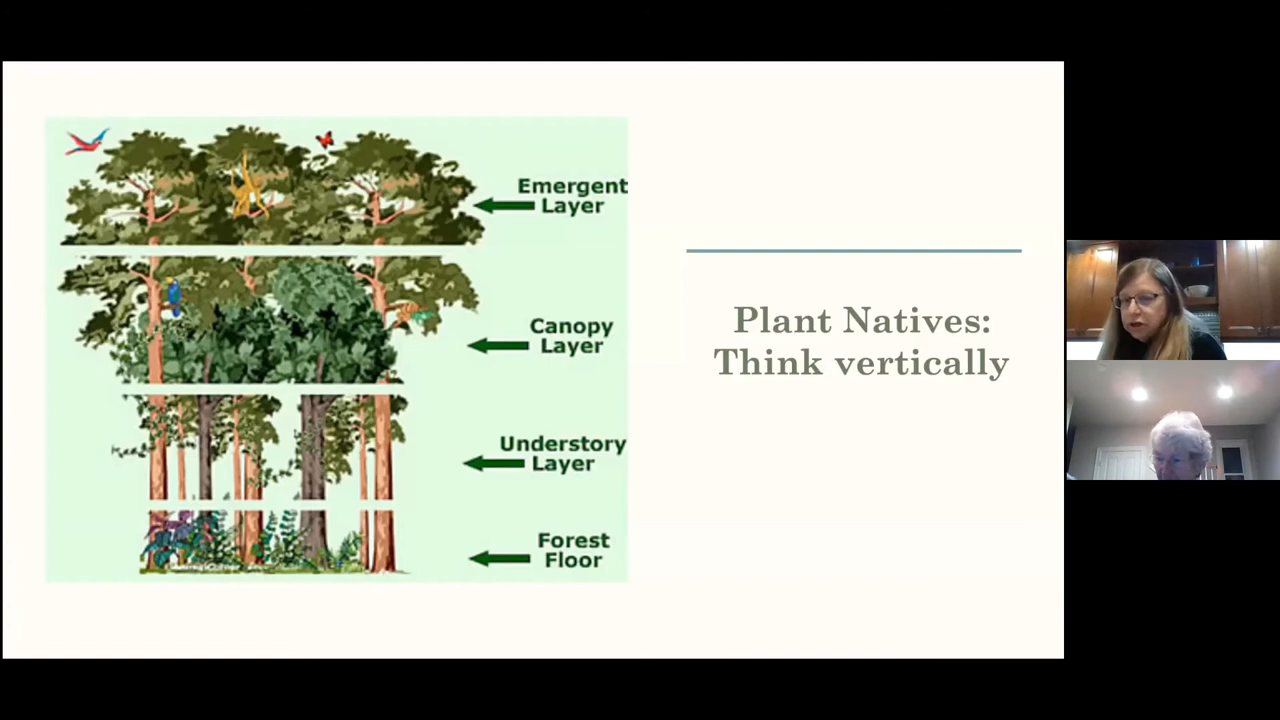 Emergent
Layer
Canopy
Layer
Understory
Layer
Forest
Floor
Plant Natives:
Think vertically